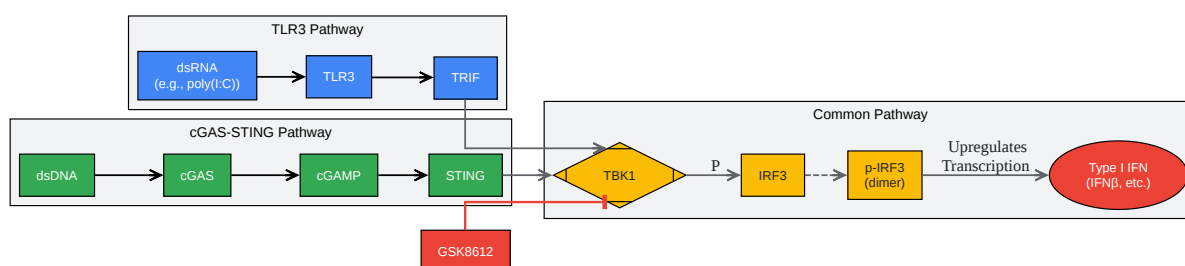 TLR3 Pathway
dsRNA
(e.g., poly(I:C))
TLR3
TRIF
cGAS-STING Pathway
dsDNA
cGAS
cGAMP
STING
GSK8612
Common Pathway
TBK1
P
IRF3
p-IRF3
(dimer)
Upregulates
Transcription
Type I IFN
(IFNβ, etc.)